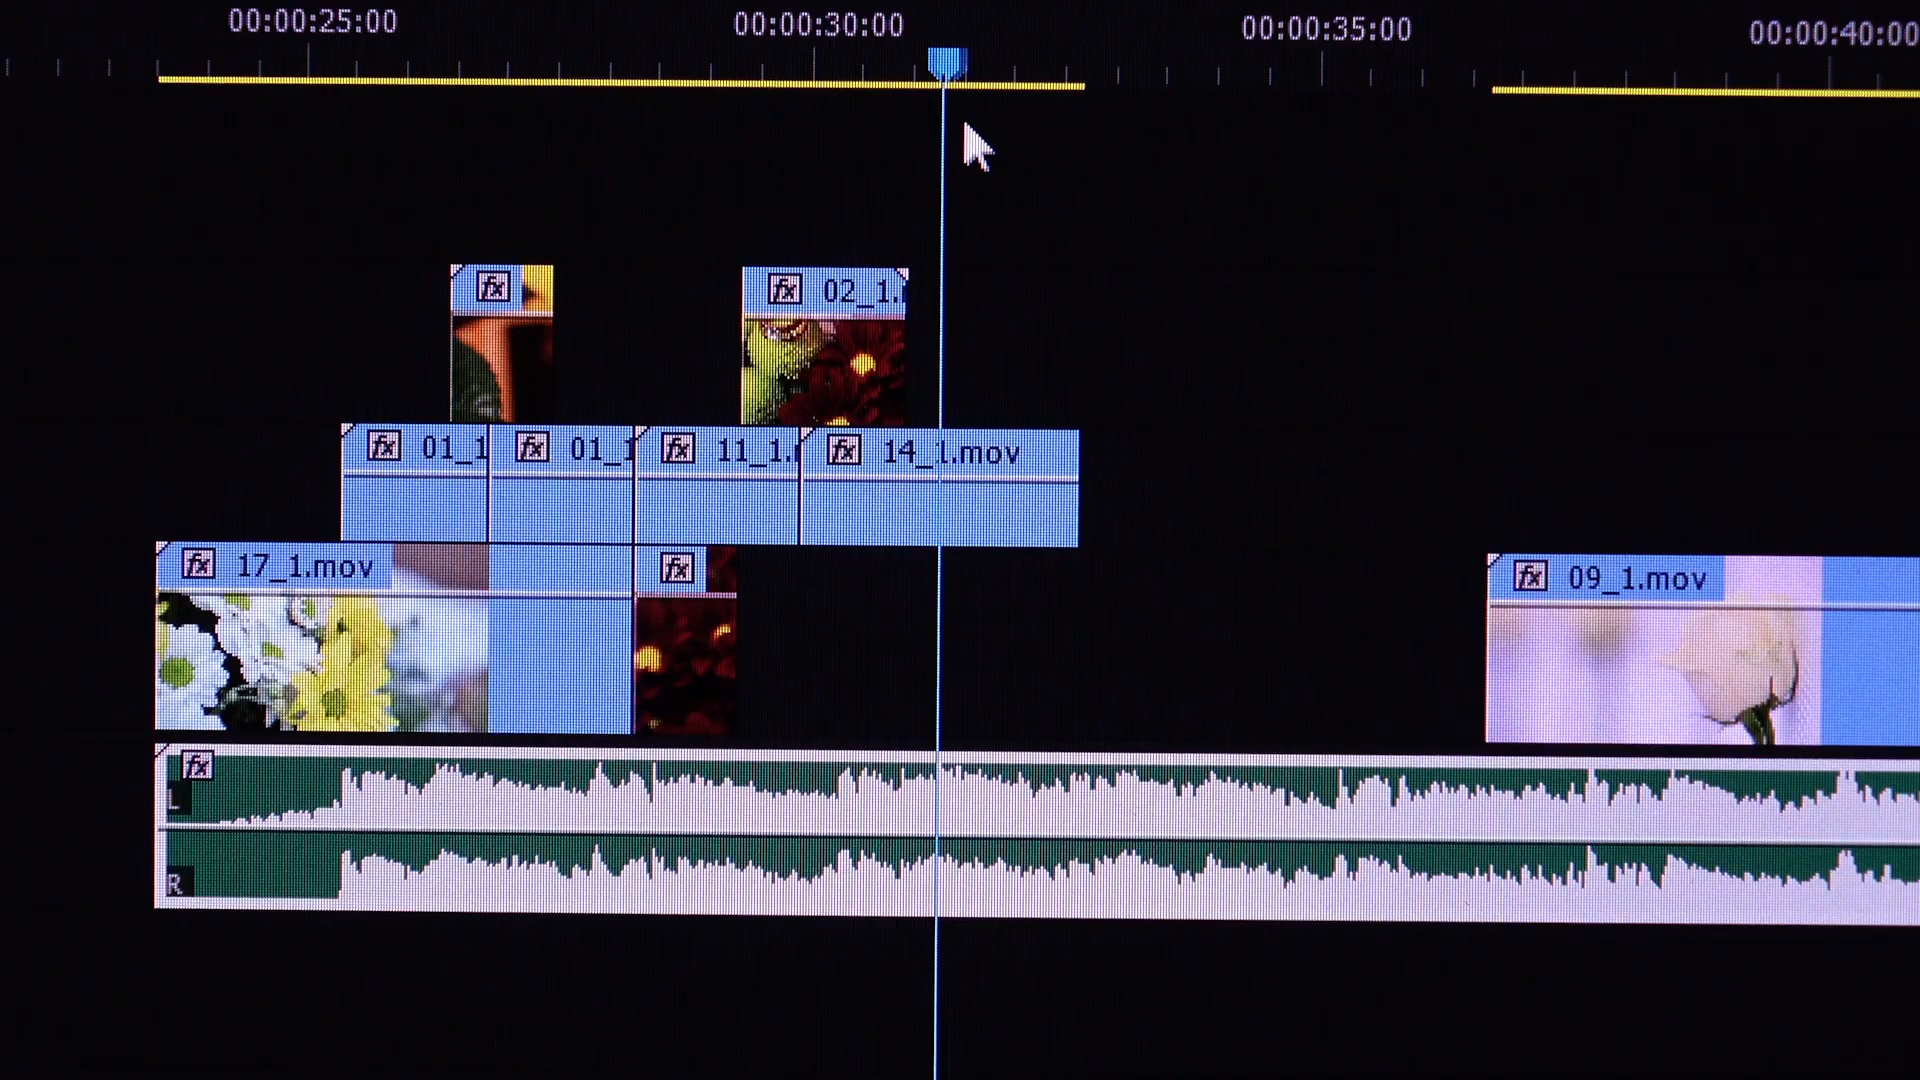 00:00:25:00 00:00:30:00 00:00:35:00 00:00:40:00
fx fx 02_1.
fx 01_1 fx 01_1 fx 11_1. fx 14_1.mov
fx 17_1.mov fx fx 09_1.mov
fx
L
R